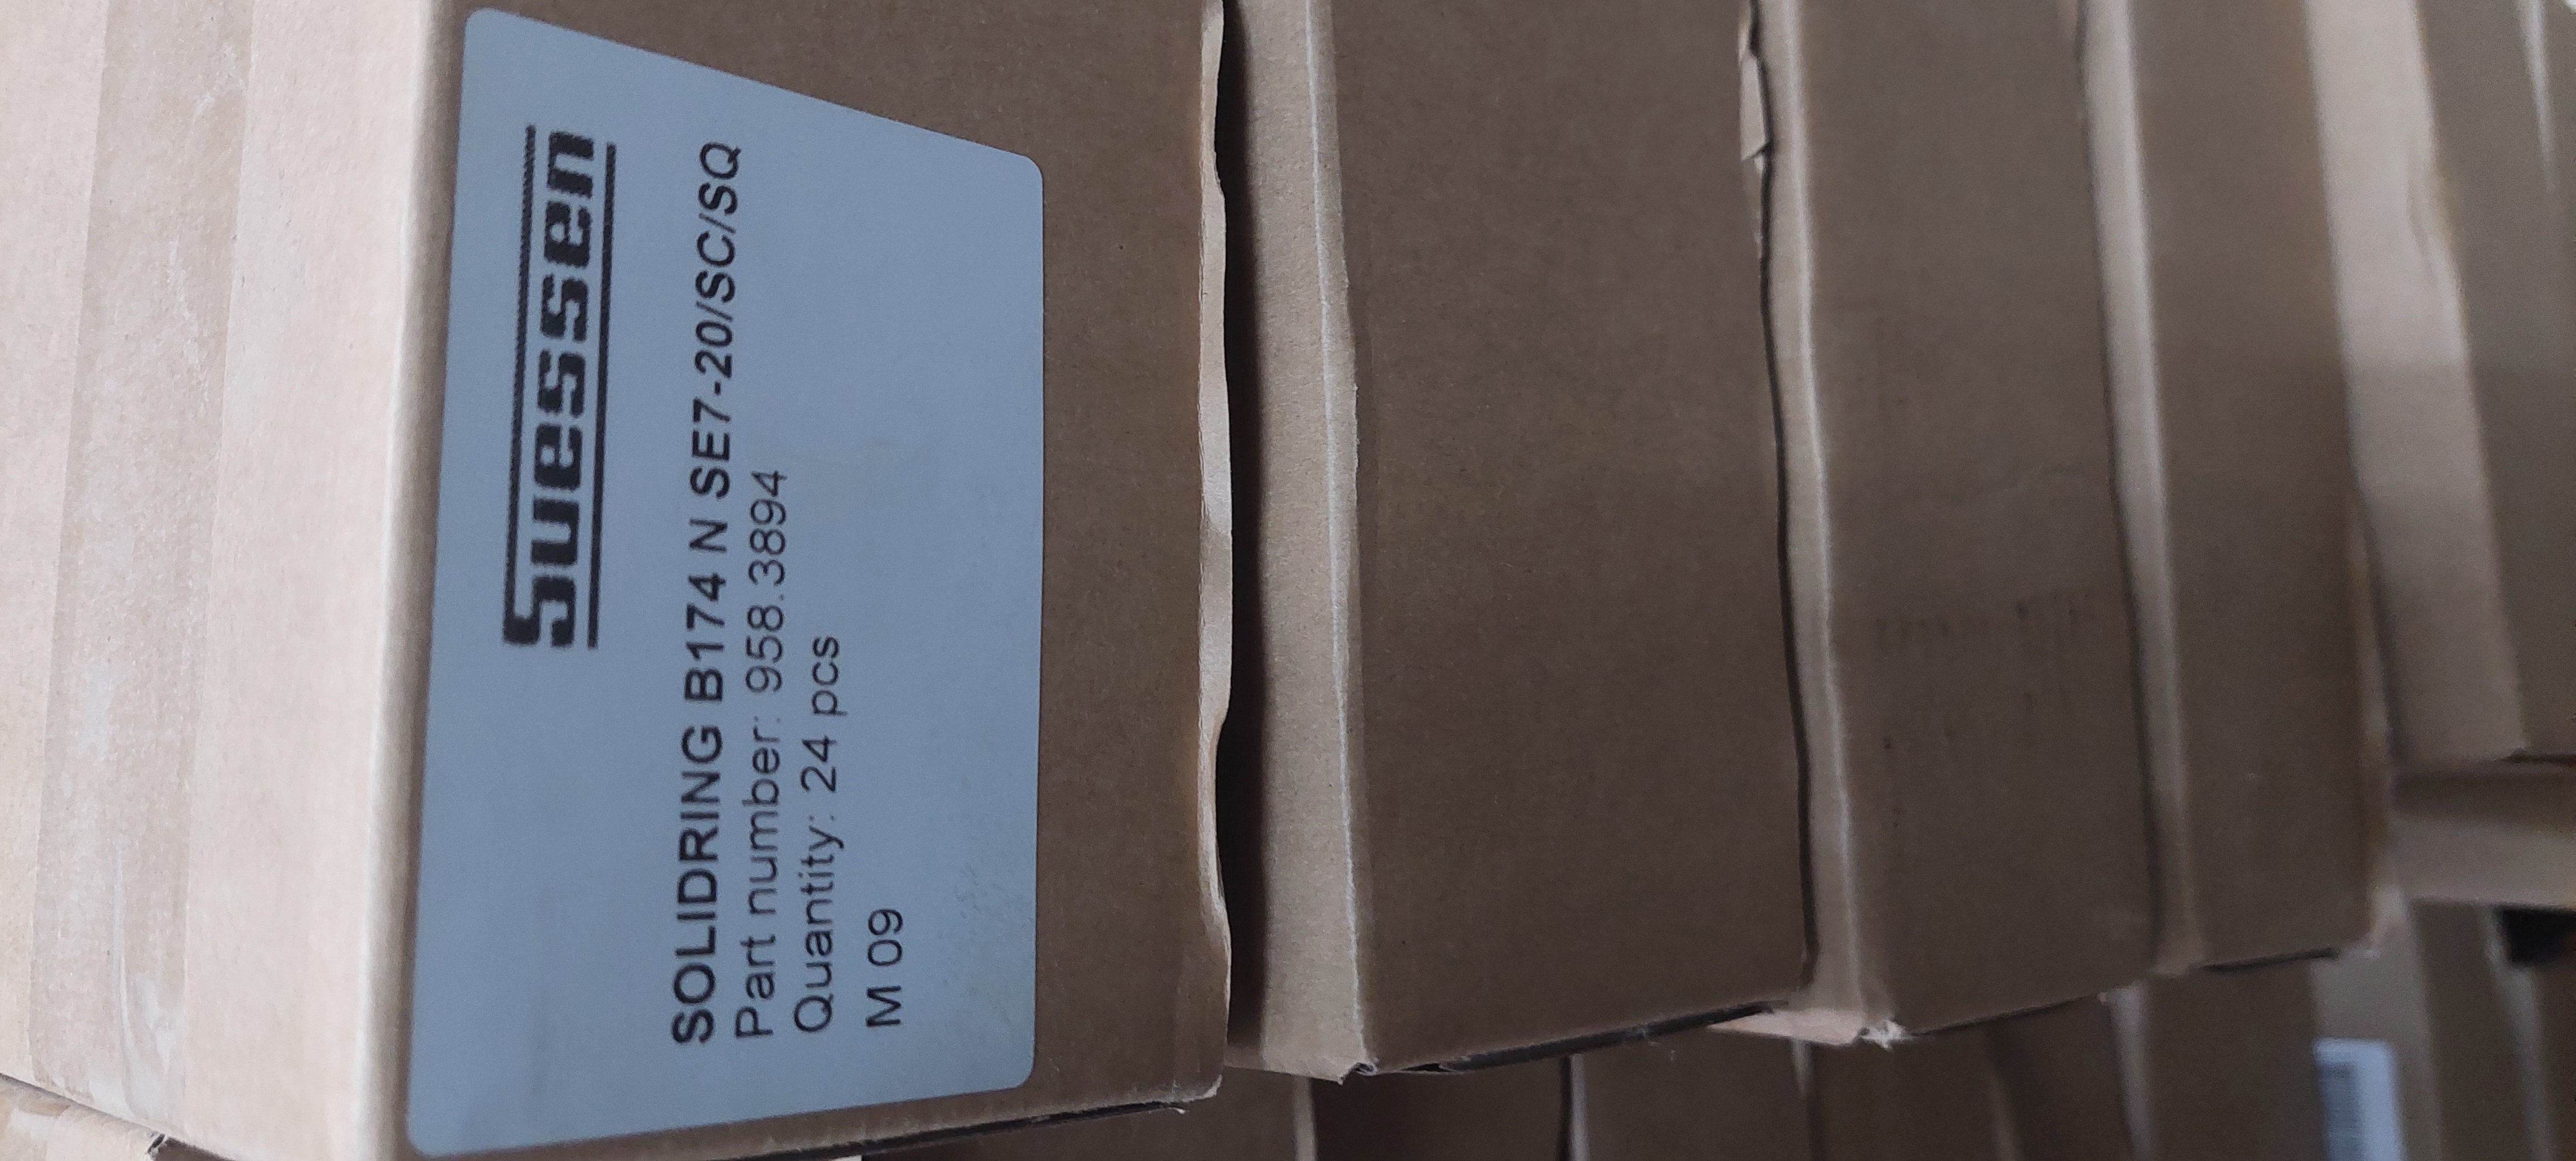 Suessen
SOLIDRING B174 N SE7-20/SC/SQ
Part number: 958.3894
Quantity: 24 pcs
M 09